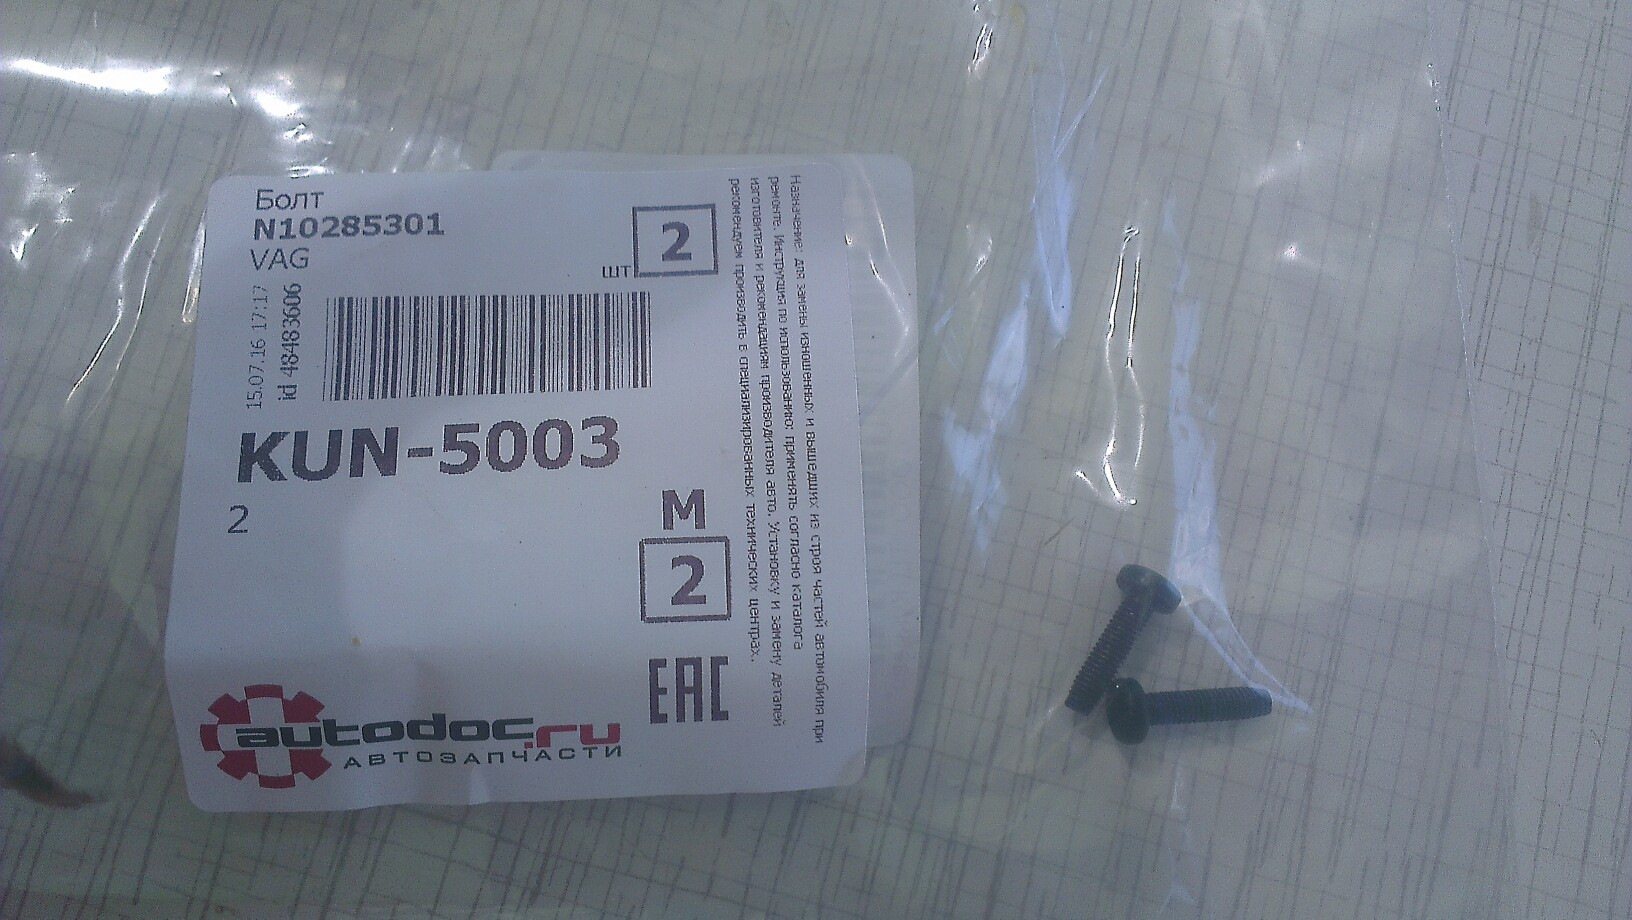 Болт
N10285301
VAG
2
шт
15.07.16 17:17
id 48483606
KUN-5003
2
M
2
EAC
autodoc.ru
АВТОЗАПЧАСТИ
Назначение: для замены изношенных и вышедших из строя частей автомобиля при
ремонте. Инструкция по использованию: применять согласно каталога
изготовителя и рекомендациям производителя авто. Установку и замену деталей
рекомендуем производить в специализированных технических центрах.